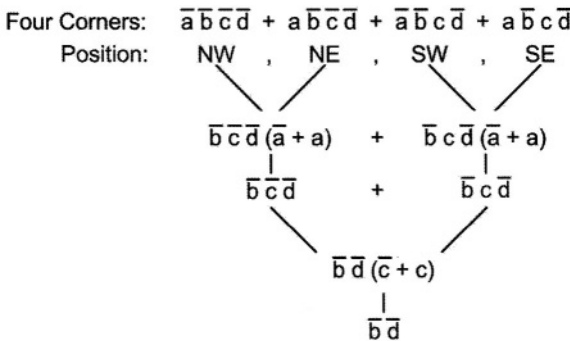 Four Corners: a̅ b̅ c̅ d̅ + a b̅ c̅ d̅ + a̅ b̅ c d̅ + a b̅ c d̅
Position: NW , NE , SW , SE
b̅ c̅ d̅ (a̅ + a) + b̅ c d̅ (a̅ + a)
b̅ c̅ d̅ + b̅ c d̅
b̅ d̅ (c̅ + c)
b̅ d̅